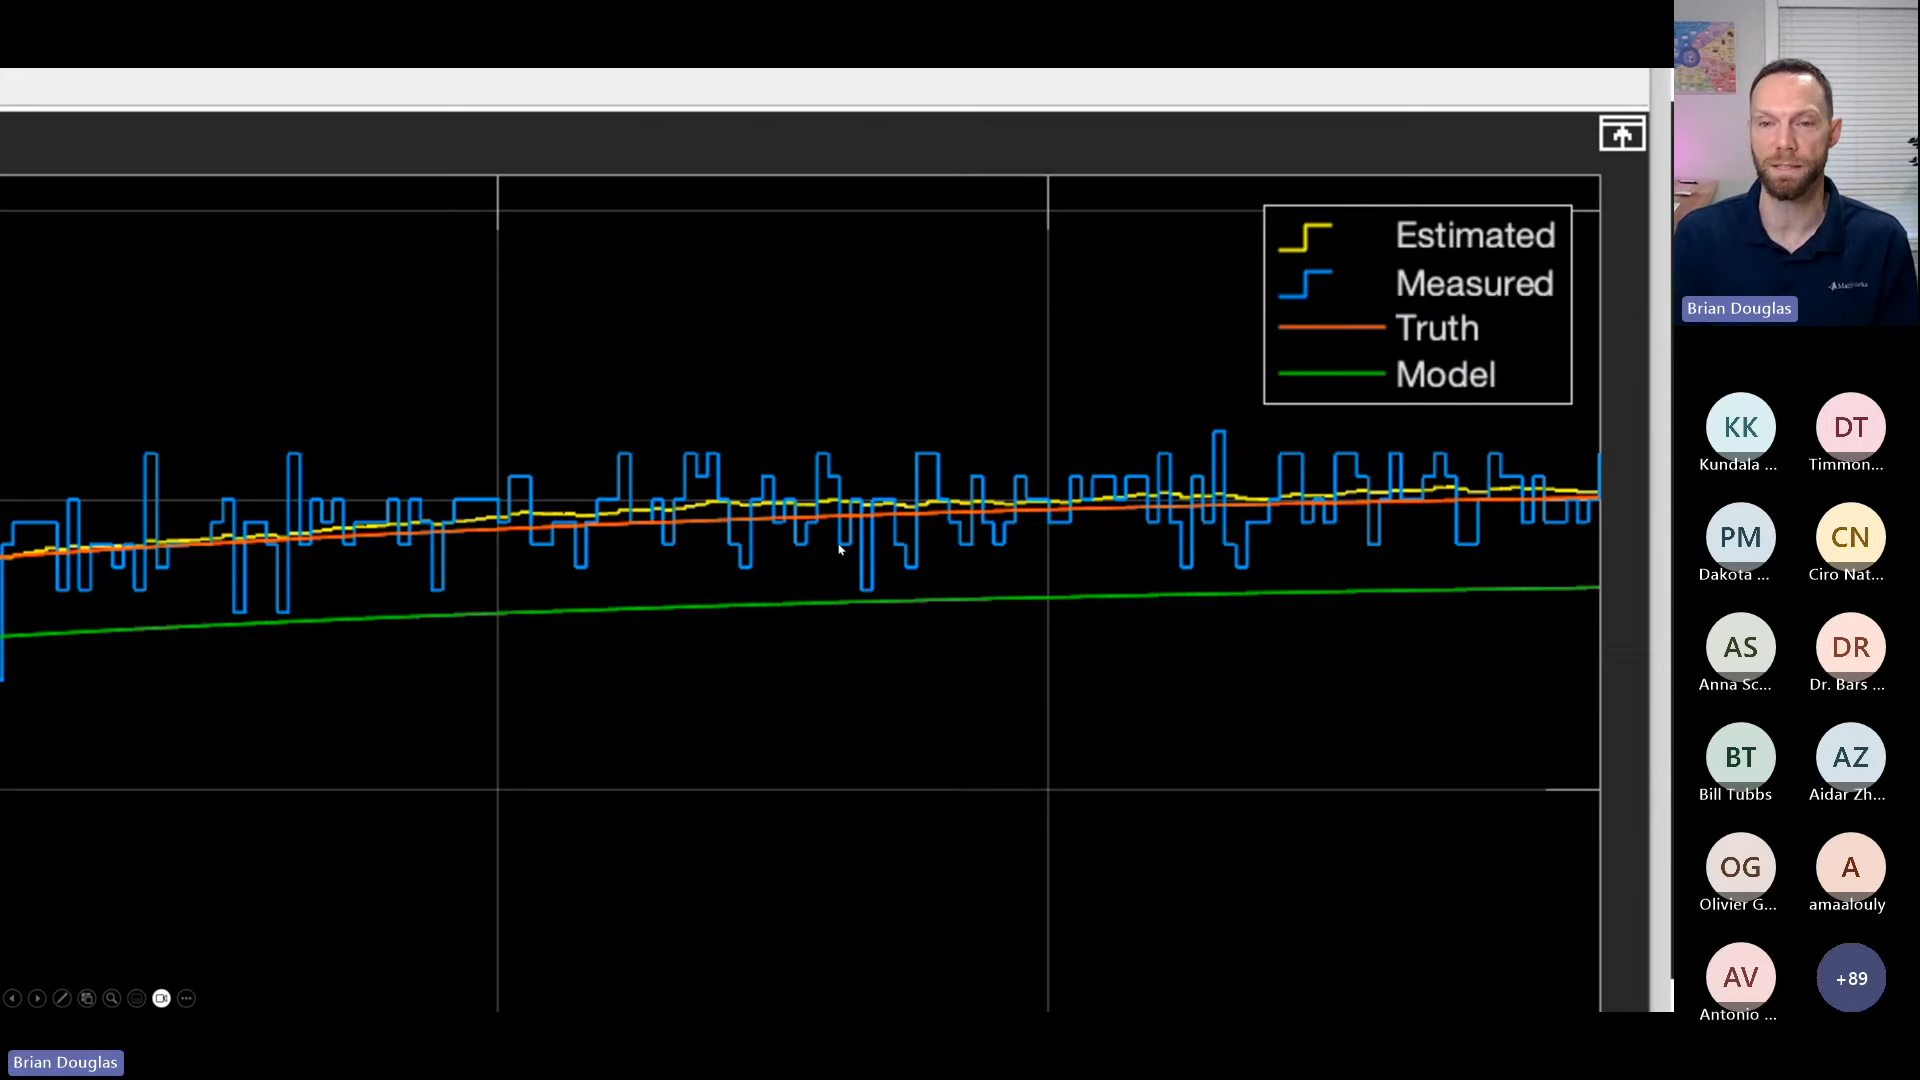 Estimated
Measured
Truth
Model
MathWorks
Brian Douglas
KK
DT
Kundala ...
Timmon...
PM
CN
Dakota ...
Ciro Nat...
AS
DR
Anna Sc...
Dr. Bars ...
BT
AZ
Bill Tubbs
Aidar Zh...
OG
A
Olivier G...
amaalouly
AV
+89
Antonio ...
Brian Douglas